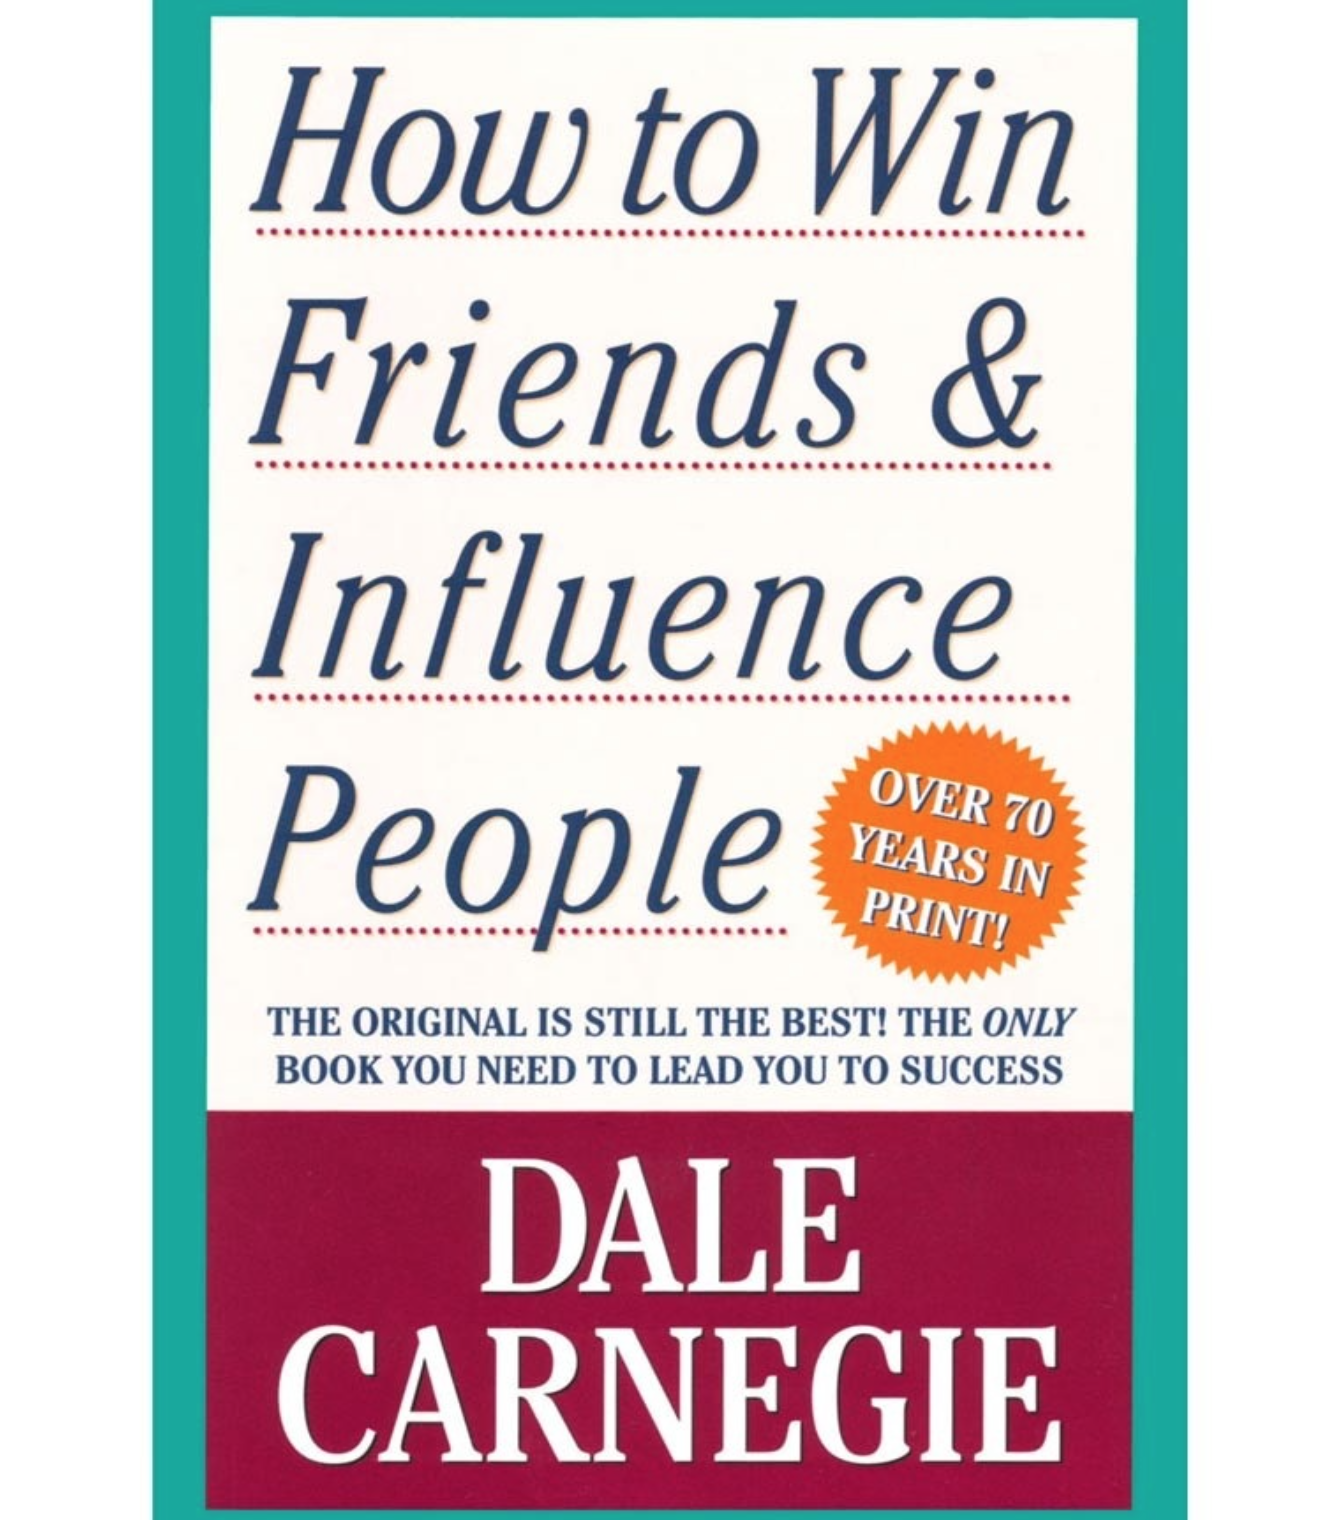 How to Win
Friends &
Influence
People
OVER 70
YEARS IN
PRINT!
THE ORIGINAL IS STILL THE BEST! THE ONLY
BOOK YOU NEED TO LEAD YOU TO SUCCESS
DALE
CARNEGIE